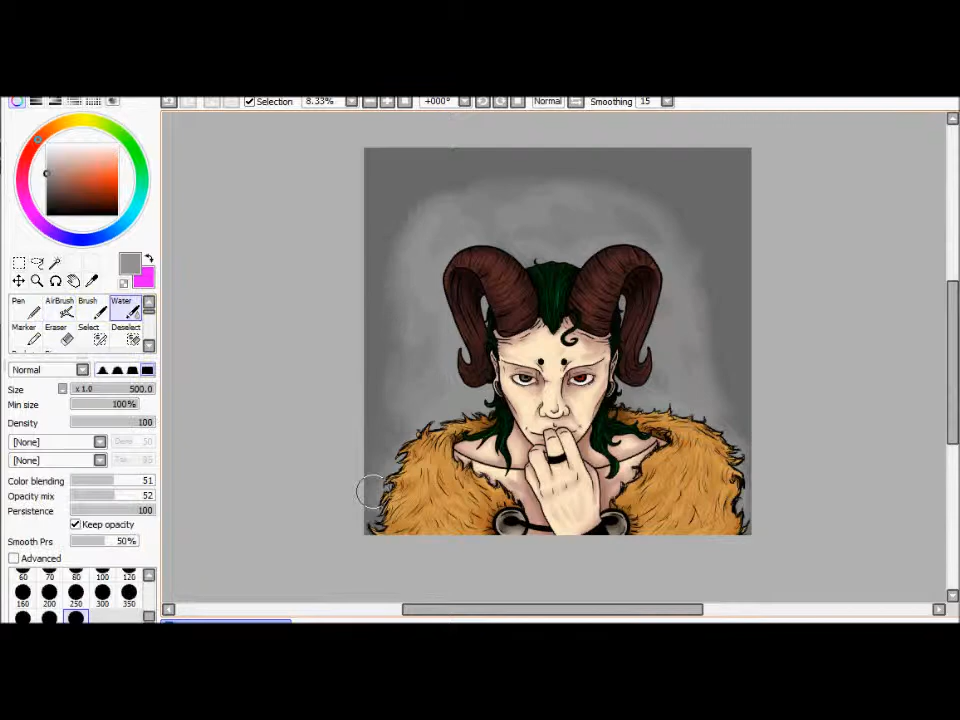 Selection 8.33% +000° Normal Smoothing 15
Pen AirBrush Brush Water
Marker Eraser Select Deselect
Normal
Size x 1.0 500.0
Min size 100%
Density 100
[None] 50
[None] 95
Color blending 51
Opacity mix 52
Persistence 100
Keep opacity
Smooth Prs 50%
Advanced
60 70 80 100 120
160 200 250 300 350